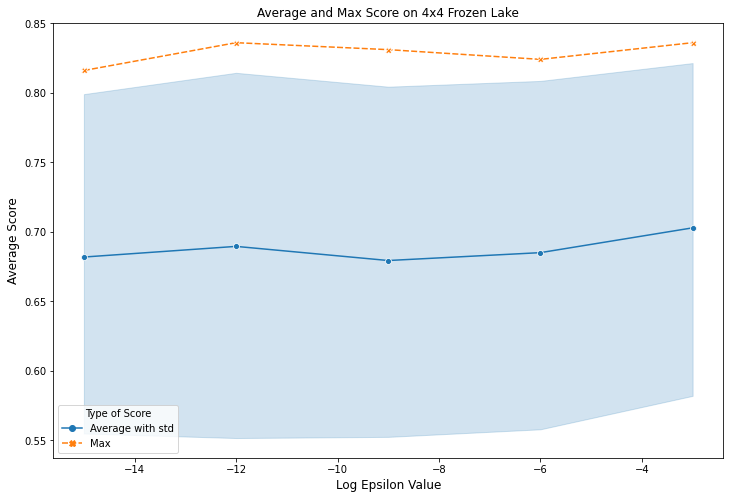 Average and Max Score on 4x4 Frozen Lake
Average Score
0.85
0.80
0.75
0.70
0.65
0.60
0.55
Type of Score
Average with std
Max
−14
−12
−10
−8
−6
−4
Log Epsilon Value